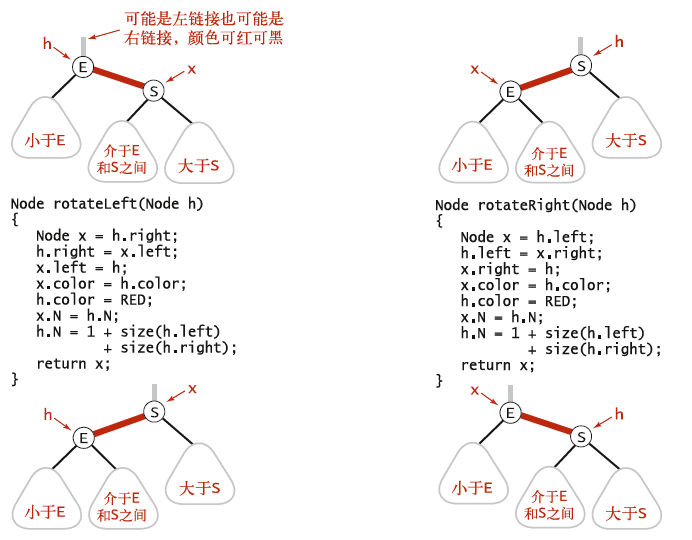 可能是左链接也可能是
右链接，颜色可红可黑
h
E
x
S
小于E
介于E
和S之间
大于S
Node rotateLeft(Node h)
{
   Node x = h.right;
   h.right = x.left;
   x.left = h;
   x.color = h.color;
   h.color = RED;
   x.N = h.N;
   h.N = 1 + size(h.left)
           + size(h.right);
   return x;
}
x
S
h
E
小于E
介于E
和S之间
大于S
h
S
x
E
小于E
介于E
和S之间
大于S
Node rotateRight(Node h)
{
   Node x = h.left;
   h.left = x.right;
   x.right = h;
   x.color = h.color;
   h.color = RED;
   x.N = h.N;
   h.N = 1 + size(h.left)
           + size(h.right);
   return x;
}
x
E
h
S
小于E
介于E
和S之间
大于S